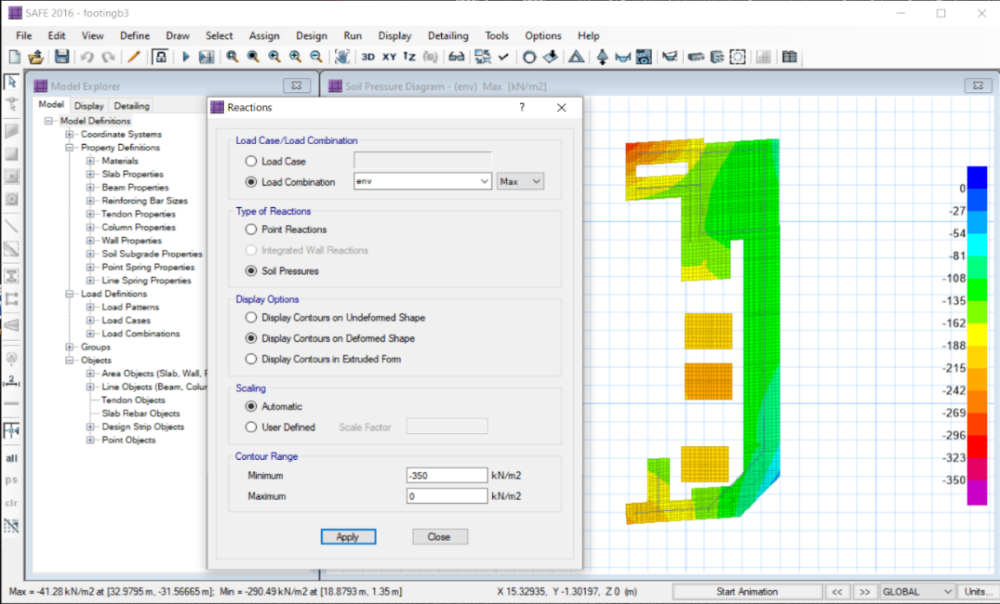 SAFE 2016 - footingb3
File Edit View Define Draw Select Assign Design Run Display Detailing Tools Options Help
3D XY
Model Explorer
Model Display Detailing
Model Definitions
Coordinate Systems
Property Definitions
Materials
Slab Properties
Beam Properties
Reinforcing Bar Sizes
Tendon Properties
Column Properties
Wall Properties
Soil Subgrade Properties
Point Spring Properties
Line Spring Properties
Load Definitions
Load Patterns
Load Cases
Load Combinations
Groups
Objects
Area Objects (Slab, Wall,
Line Objects (Beam, Colu
Tendon Objects
Slab Rebar Objects
Design Strip Objects
Point Objects
all
ps
clr
Soil Pressure Diagram - (env) Max [kN/m2]
Reactions
?
Load Case/Load Combination
Load Case
Load Combination env Max
Type of Reactions
Point Reactions
Integrated Wall Reactions
Soil Pressures
Display Options
Display Contours on Undeformed Shape
Display Contours on Deformed Shape
Display Contours in Extruded Form
Scaling
Automatic
User Defined Scale Factor
Contour Range
Minimum -350 kN/m2
Maximum 0 kN/m2
Apply Close
0
-27
-54
-81
-108
-135
-162
-188
-215
-242
-269
-296
-323
-350
Max = -41.28 kN/m2 at [32.9795 m, -31.56665 m]; Min = -290.49 kN/m2 at [18.8793 m, 1.35 m] X 15.32935, Y -1.30197, Z 0 (m) Start Animation << >> GLOBAL Units...